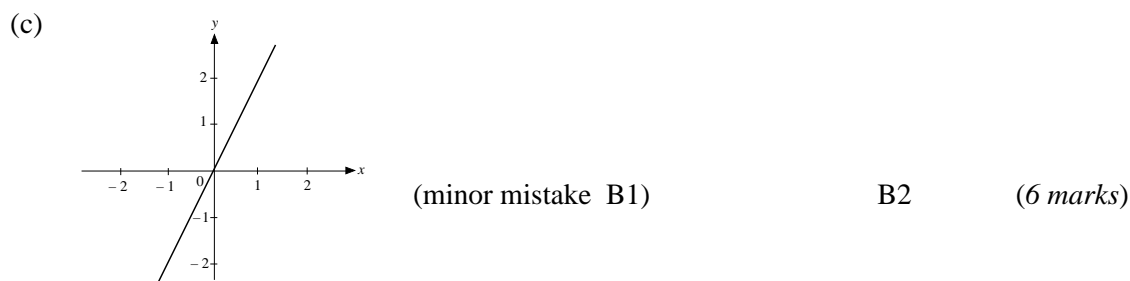 (c)
y
2
1
– 2 – 1 0 1 2 x
– 1
– 2
(minor mistake B1) B2 (6 marks)